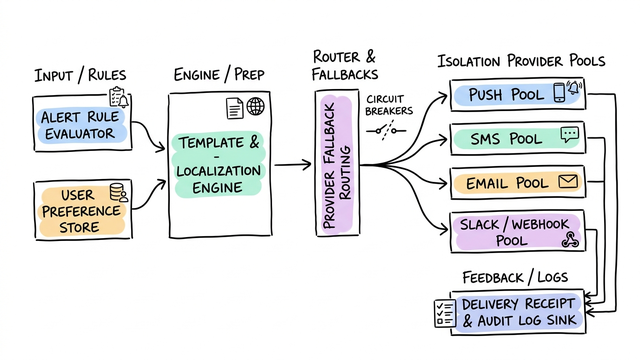 INPUT / RULES
ALERT RULE
EVALUATOR
USER
PREFERENCE
STORE
ENGINE / PREP
TEMPLATE &
-
LOCALIZATION
ENGINE
ROUTER &
FALLBACKS
PROVIDER FALLBACK
ROUTING
CIRCUIT
BREAKERS
ISOLATION PROVIDER POOLS
PUSH POOL
SMS POOL
EMAIL POOL
SLACK / WEBHOOK
POOL
FEEDBACK / LOGS
DELIVERY RECEIPT
& AUDIT LOG SINK